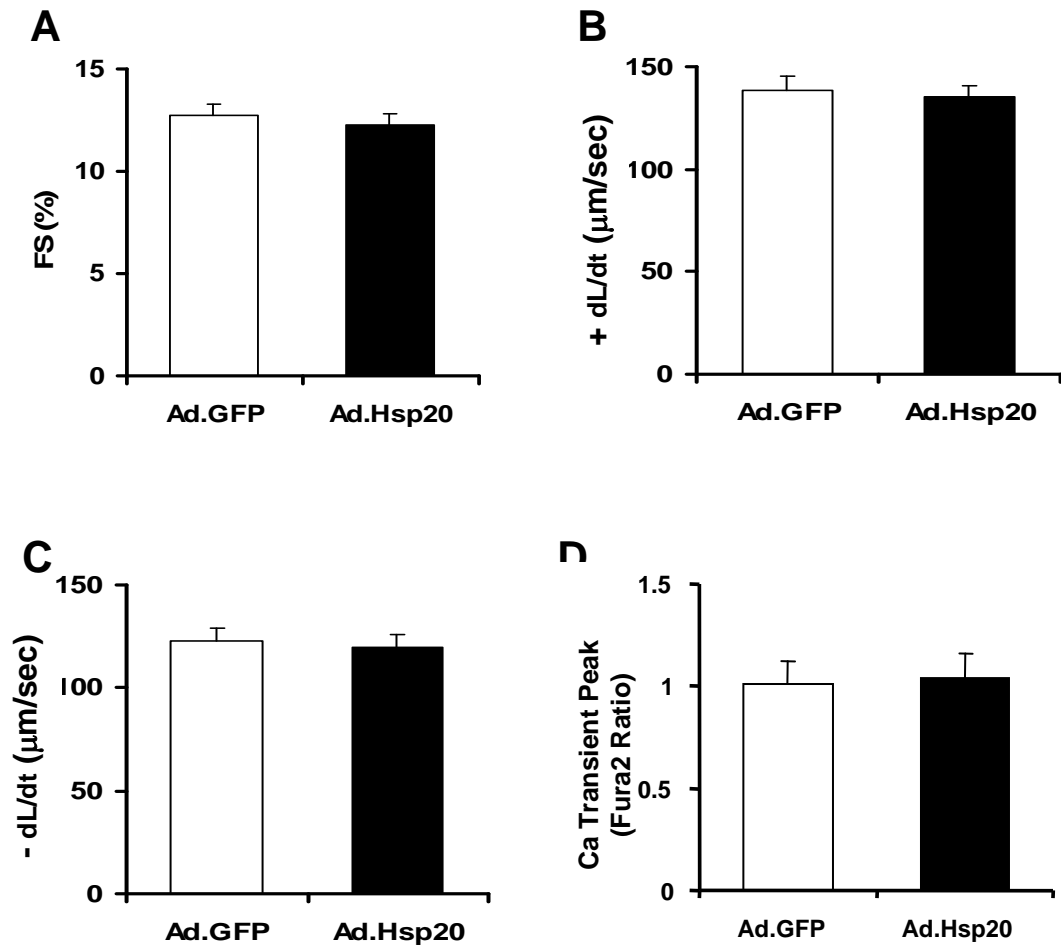 A
15
10
5
0
FS (%)
Ad.GFP Ad.Hsp20
B
150
100
50
0
+ dL/dt (μm/sec)
Ad.GFP Ad.Hsp20
C
150
100
50
0
- dL/dt (μm/sec)
Ad.GFP Ad.Hsp20
D
1.5
1
0.5
0
Ca Transient Peak
(Fura2 Ratio)
Ad.GFP Ad.Hsp20